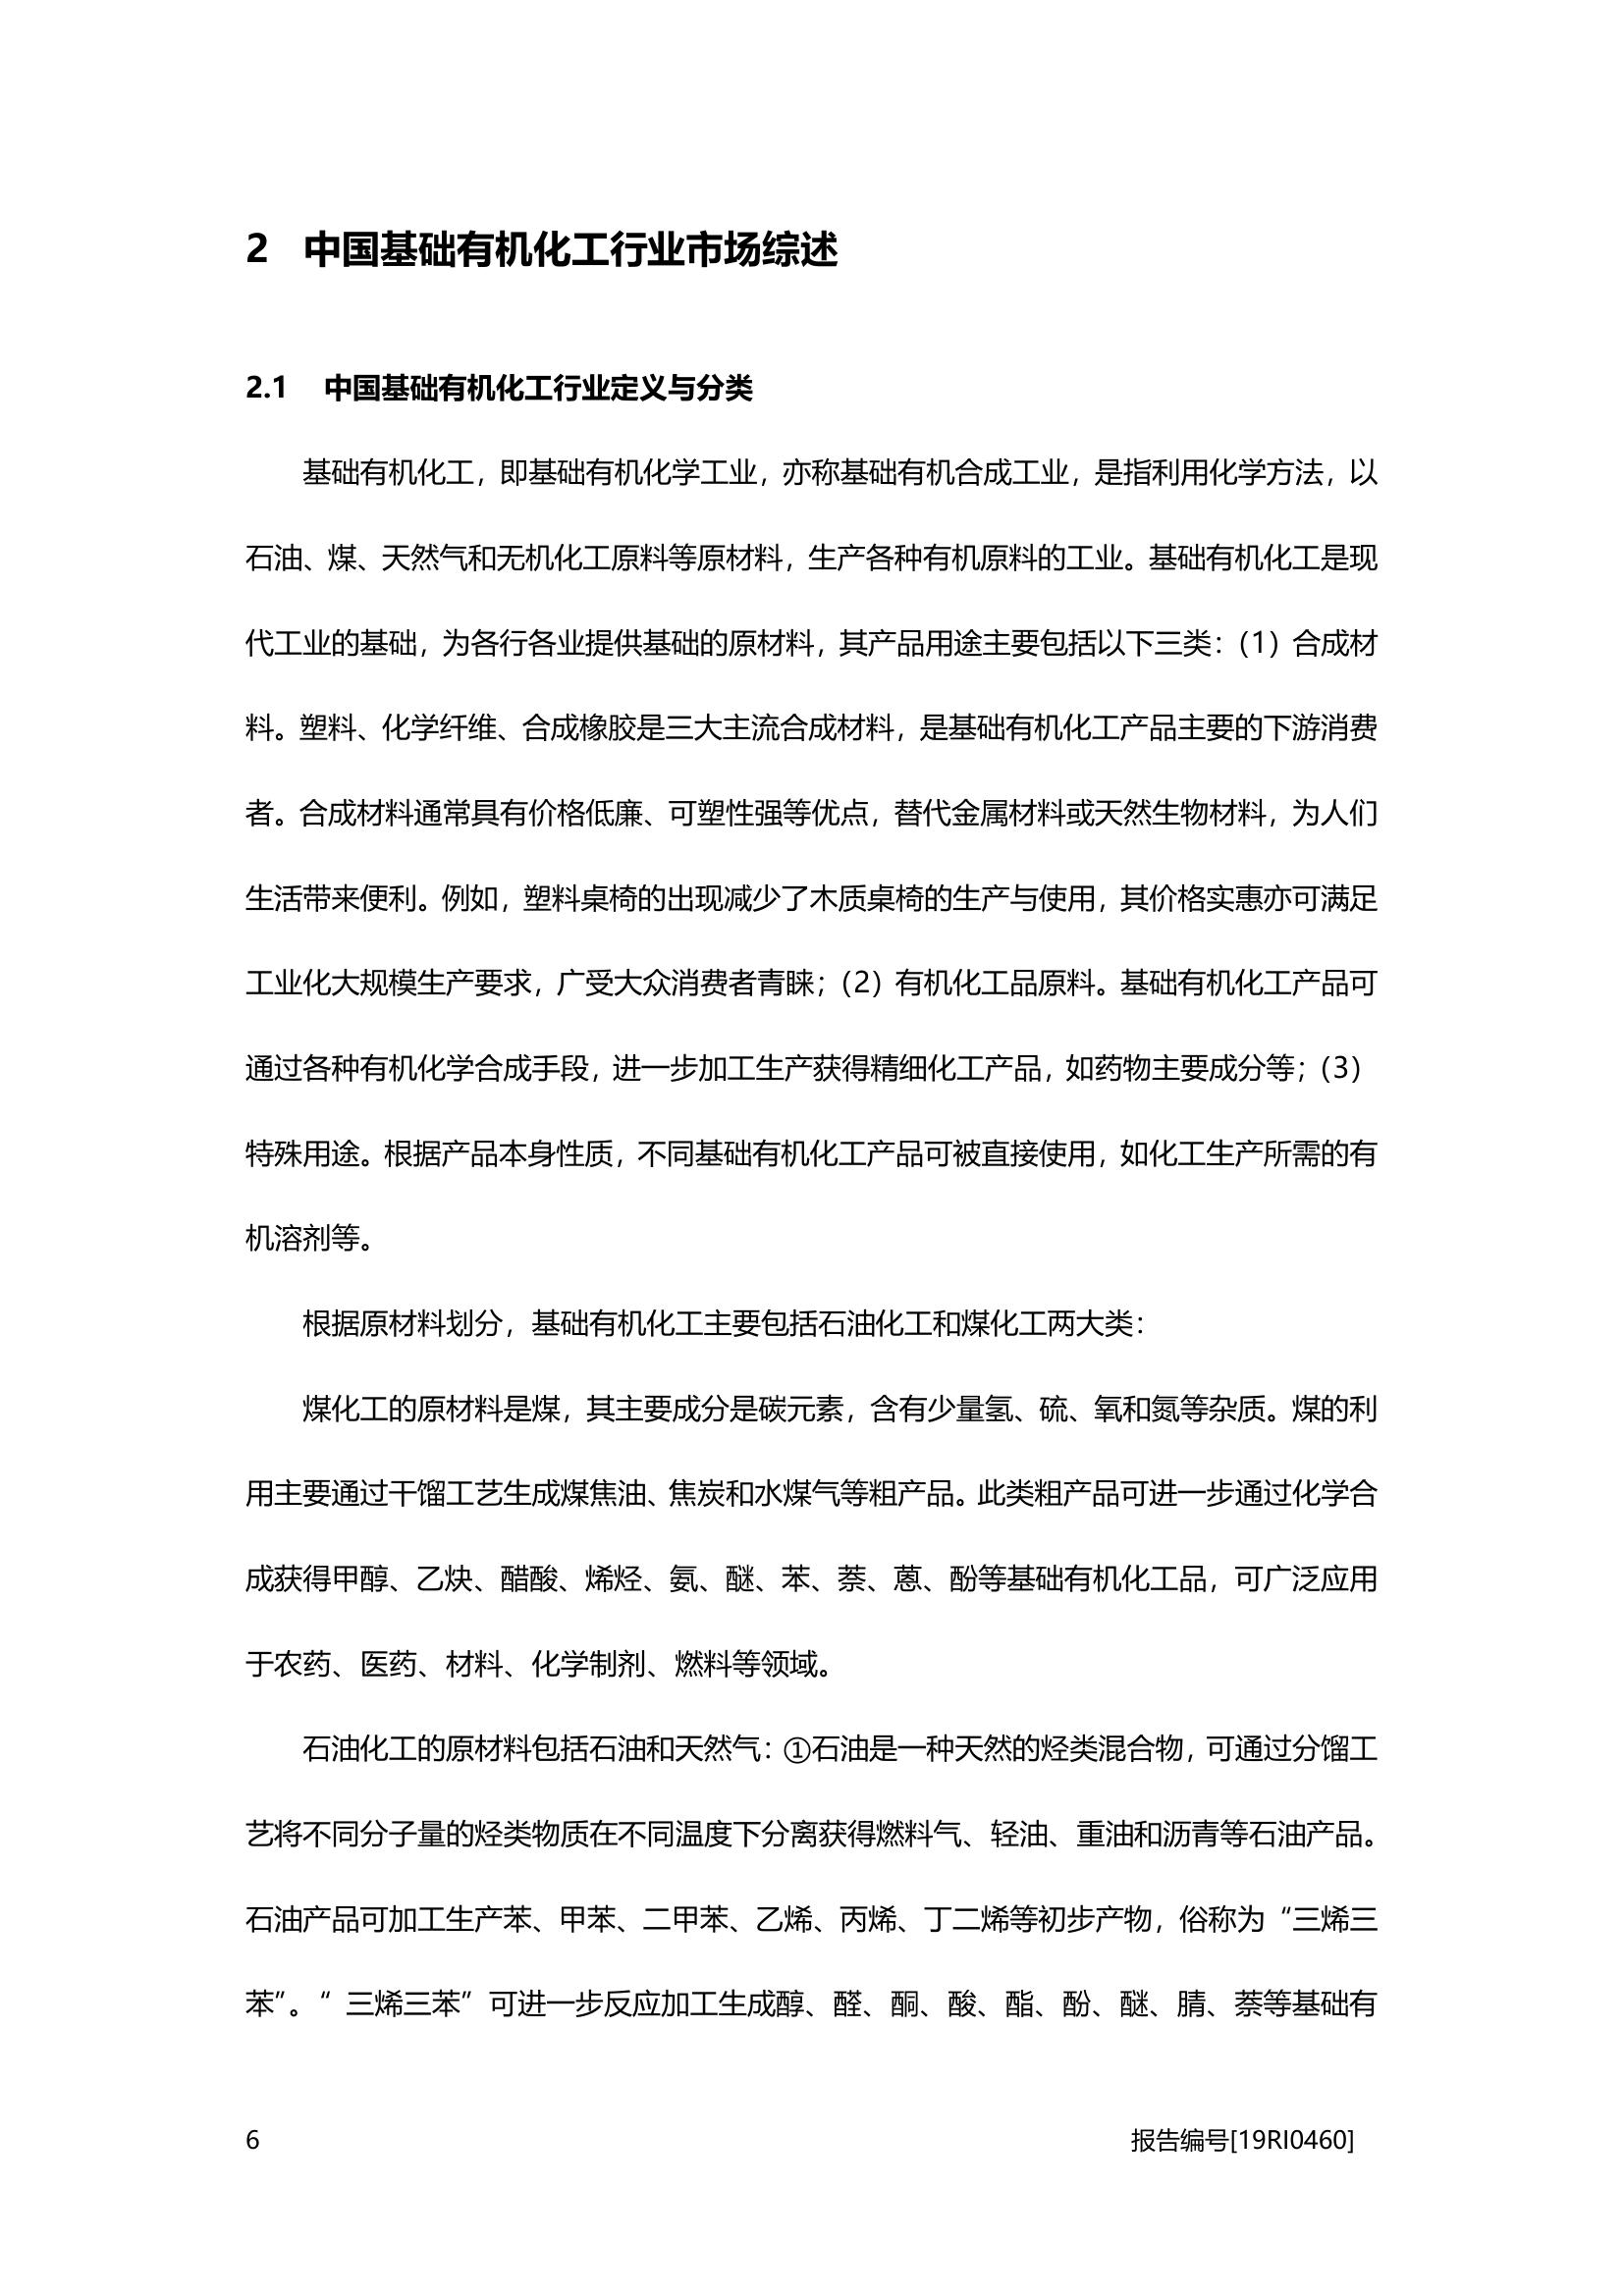 2 中国基础有机化工行业市场综述
2.1 中国基础有机化工行业定义与分类
基础有机化工，即基础有机化学工业，亦称基础有机合成工业，是指利用化学方法，以
石油、煤、天然气和无机化工原料等原材料，生产各种有机原料的工业。基础有机化工是现
代工业的基础，为各行各业提供基础的原材料，其产品用途主要包括以下三类：（1）合成材
料。塑料、化学纤维、合成橡胶是三大主流合成材料，是基础有机化工产品主要的下游消费
者。合成材料通常具有价格低廉、可塑性强等优点，替代金属材料或天然生物材料，为人们
生活带来便利。例如，塑料桌椅的出现减少了木质桌椅的生产与使用，其价格实惠亦可满足
工业化大规模生产要求，广受大众消费者青睐；（2）有机化工品原料。基础有机化工产品可
通过各种有机化学合成手段，进一步加工生产获得精细化工产品，如药物主要成分等；（3）
特殊用途。根据产品本身性质，不同基础有机化工产品可被直接使用，如化工生产所需的有
机溶剂等。
根据原材料划分，基础有机化工主要包括石油化工和煤化工两大类：
煤化工的原材料是煤，其主要成分是碳元素，含有少量氢、硫、氧和氮等杂质。煤的利
用主要通过干馏工艺生成煤焦油、焦炭和水煤气等粗产品。此类粗产品可进一步通过化学合
成获得甲醇、乙炔、醋酸、烯烃、氨、醚、苯、萘、蒽、酚等基础有机化工品，可广泛应用
于农药、医药、材料、化学制剂、燃料等领域。
石油化工的原材料包括石油和天然气：①石油是一种天然的烃类混合物，可通过分馏工
艺将不同分子量的烃类物质在不同温度下分离获得燃料气、轻油、重油和沥青等石油产品。
石油产品可加工生产苯、甲苯、二甲苯、乙烯、丙烯、丁二烯等初步产物，俗称为“三烯三
苯”。“ 三烯三苯”可进一步反应加工生成醇、醛、酮、酸、酯、酚、醚、腈、萘等基础有
6 报告编号[19RI0460]